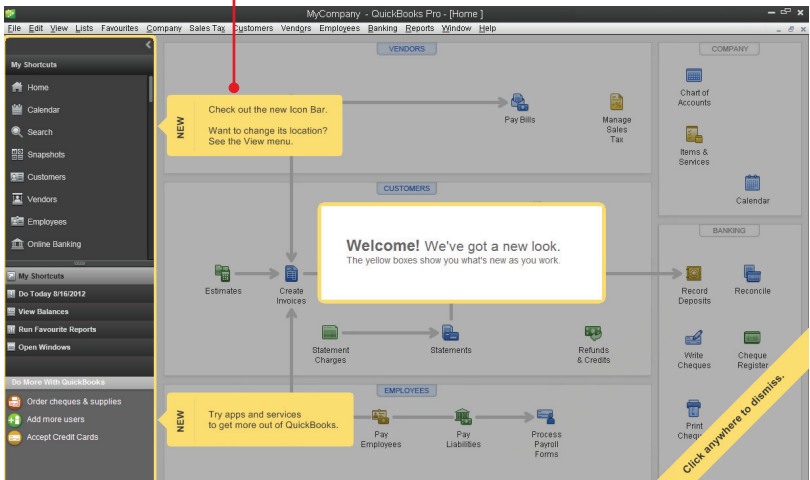 MyCompany - QuickBooks Pro - [Home ]
File Edit View Lists Favourites Company Sales Tax Customers Vendors Employees Banking Reports Window Help
My Shortcuts
Home
Calendar
Search
Snapshots
Customers
Vendors
Employees
Online Banking
My Shortcuts
Do Today 8/16/2012
View Balances
Run Favourite Reports
Open Windows
Do More With QuickBooks
Order cheques & supplies
Add more users
Accept Credit Cards
VENDORS
NEW
Check out the new Icon Bar.
Want to change its location?
See the View menu.
Pay Bills
Manage
Sales
Tax
CUSTOMERS
Welcome! We've got a new look.
The yellow boxes show you what's new as you work.
Estimates
Create
Invoices
Statement
Charges
Statements
Refunds
& Credits
EMPLOYEES
NEW
Try apps and services
to get more out of QuickBooks.
Pay
Employees
Pay
Liabilities
Process
Payroll
Forms
COMPANY
Chart of
Accounts
Items &
Services
Calendar
BANKING
Record
Deposits
Reconcile
Write
Cheques
Cheque
Register
Print
Click anywhere to dismiss.